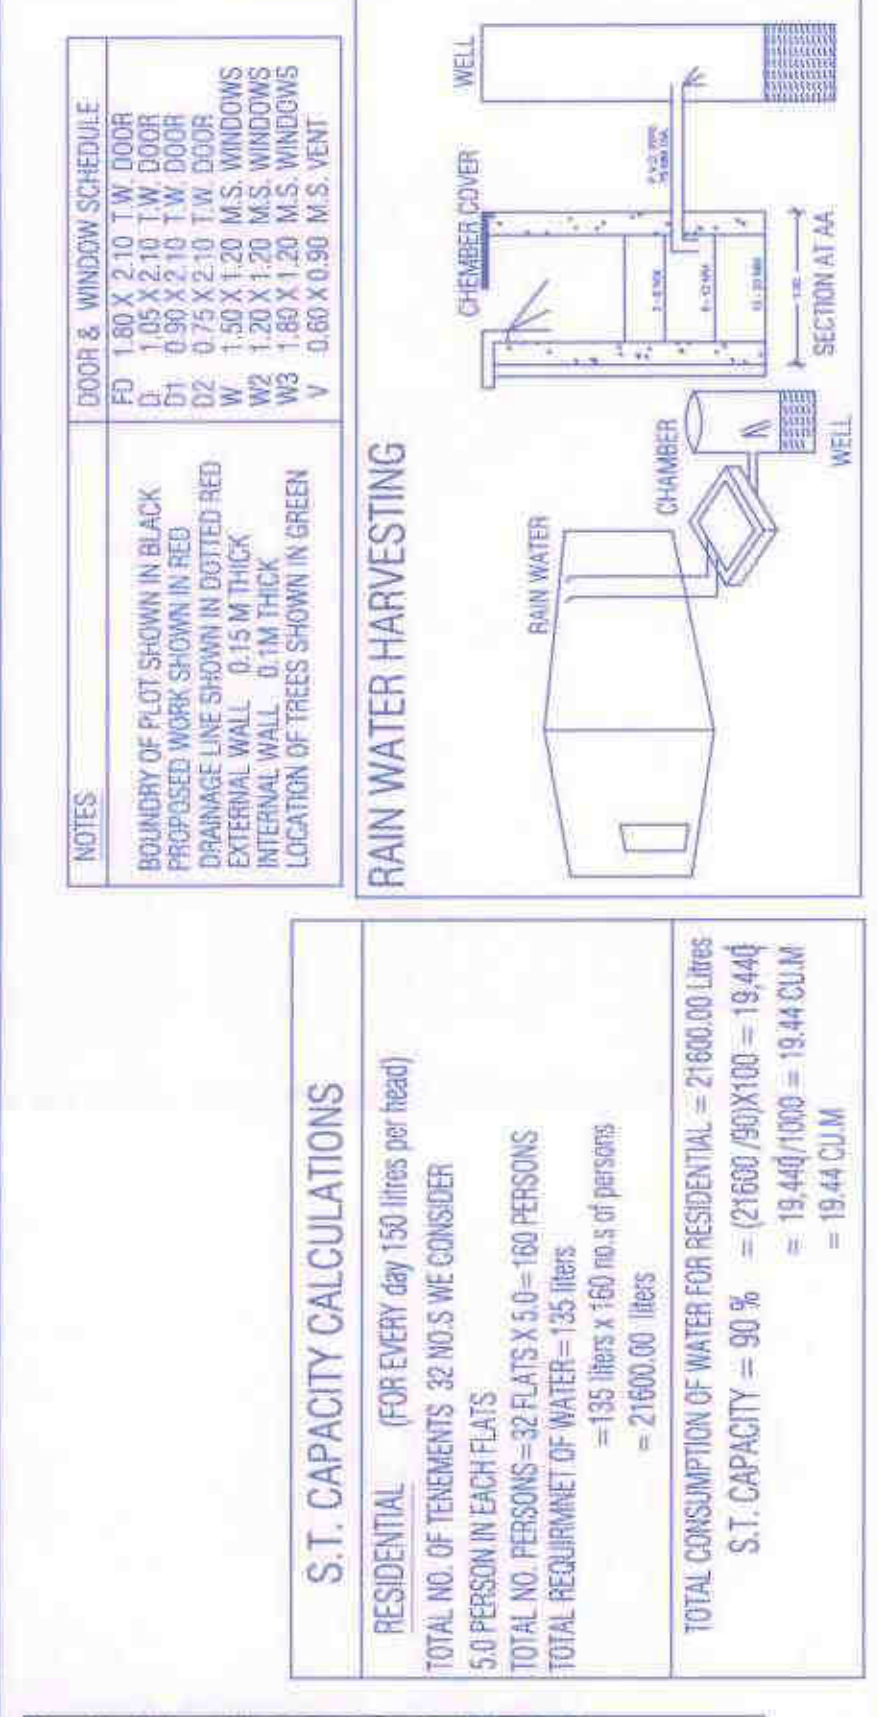 NOTES
BOUNDRY OF PLOT SHOWN IN BLACK
PROPOSED WORK SHOWN IN RED
DRAINAGE LINE SHOWN IN DOTTED RED
EXTERNAL WALL 0.15 M THICK
INTERNAL WALL 0.1M THICK
LOCATION OF TREES SHOWN IN GREEN
DOOR & WINDOW SCHEDULE
FD 1.80 X 2.10 T.W. DOOR
D 1.05 X 2.10 T.W. DOOR
D1 0.90 X 2.10 T.W. DOOR
D2 0.75 X 2.10 T.W. DOOR
W 1.50 X 1.20 M.S. WINDOWS
W2 1.20 X 1.20 M.S. WINDOWS
W3 1.80 X 1.20 M.S. WINDOWS
V 0.60 X 0.90 M.S. VENT
S.T. CAPACITY CALCULATIONS
RESIDENTIAL (FOR EVERY day 150 litres per head)
TOTAL NO. OF TENEMENTS 32 NO.S WE CONSIDER
5.0 PERSON IN EACH FLATS
TOTAL NO. PERSONS = 32 FLATS X 5.0 = 160 PERSONS
TOTAL REQUIRMNET OF WATER = 135 liters
= 135 liters x 160 no.s of persons
= 21600.00 liters
TOTAL CONSUMPTION OF WATER FOR RESIDENTIAL = 21600.00 Litres
S.T. CAPACITY = 90 % = (21600 /90)X100 = 19,440
= 19,440/1000 = 19.44 CU.M
= 19.44 CU.M
RAIN WATER HARVESTING
RAIN WATER
CHAMBER
WELL
CHEMBER COVER
WELL
SECTION AT AA